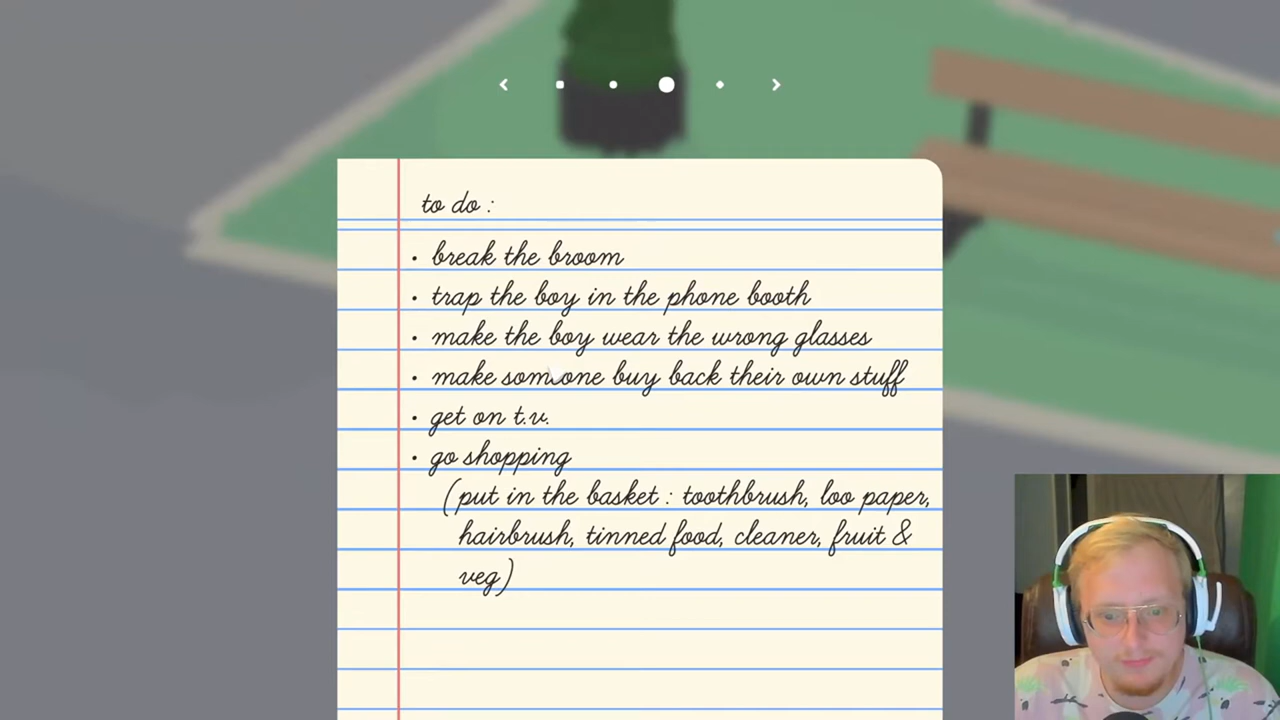 to do :
• break the broom
• trap the boy in the phone booth
• make the boy wear the wrong glasses
• make someone buy back their own stuff
• get on t.v.
• go shopping
(put in the basket : toothbrush, loo paper,
hairbrush, tinned food, cleaner, fruit &
veg)